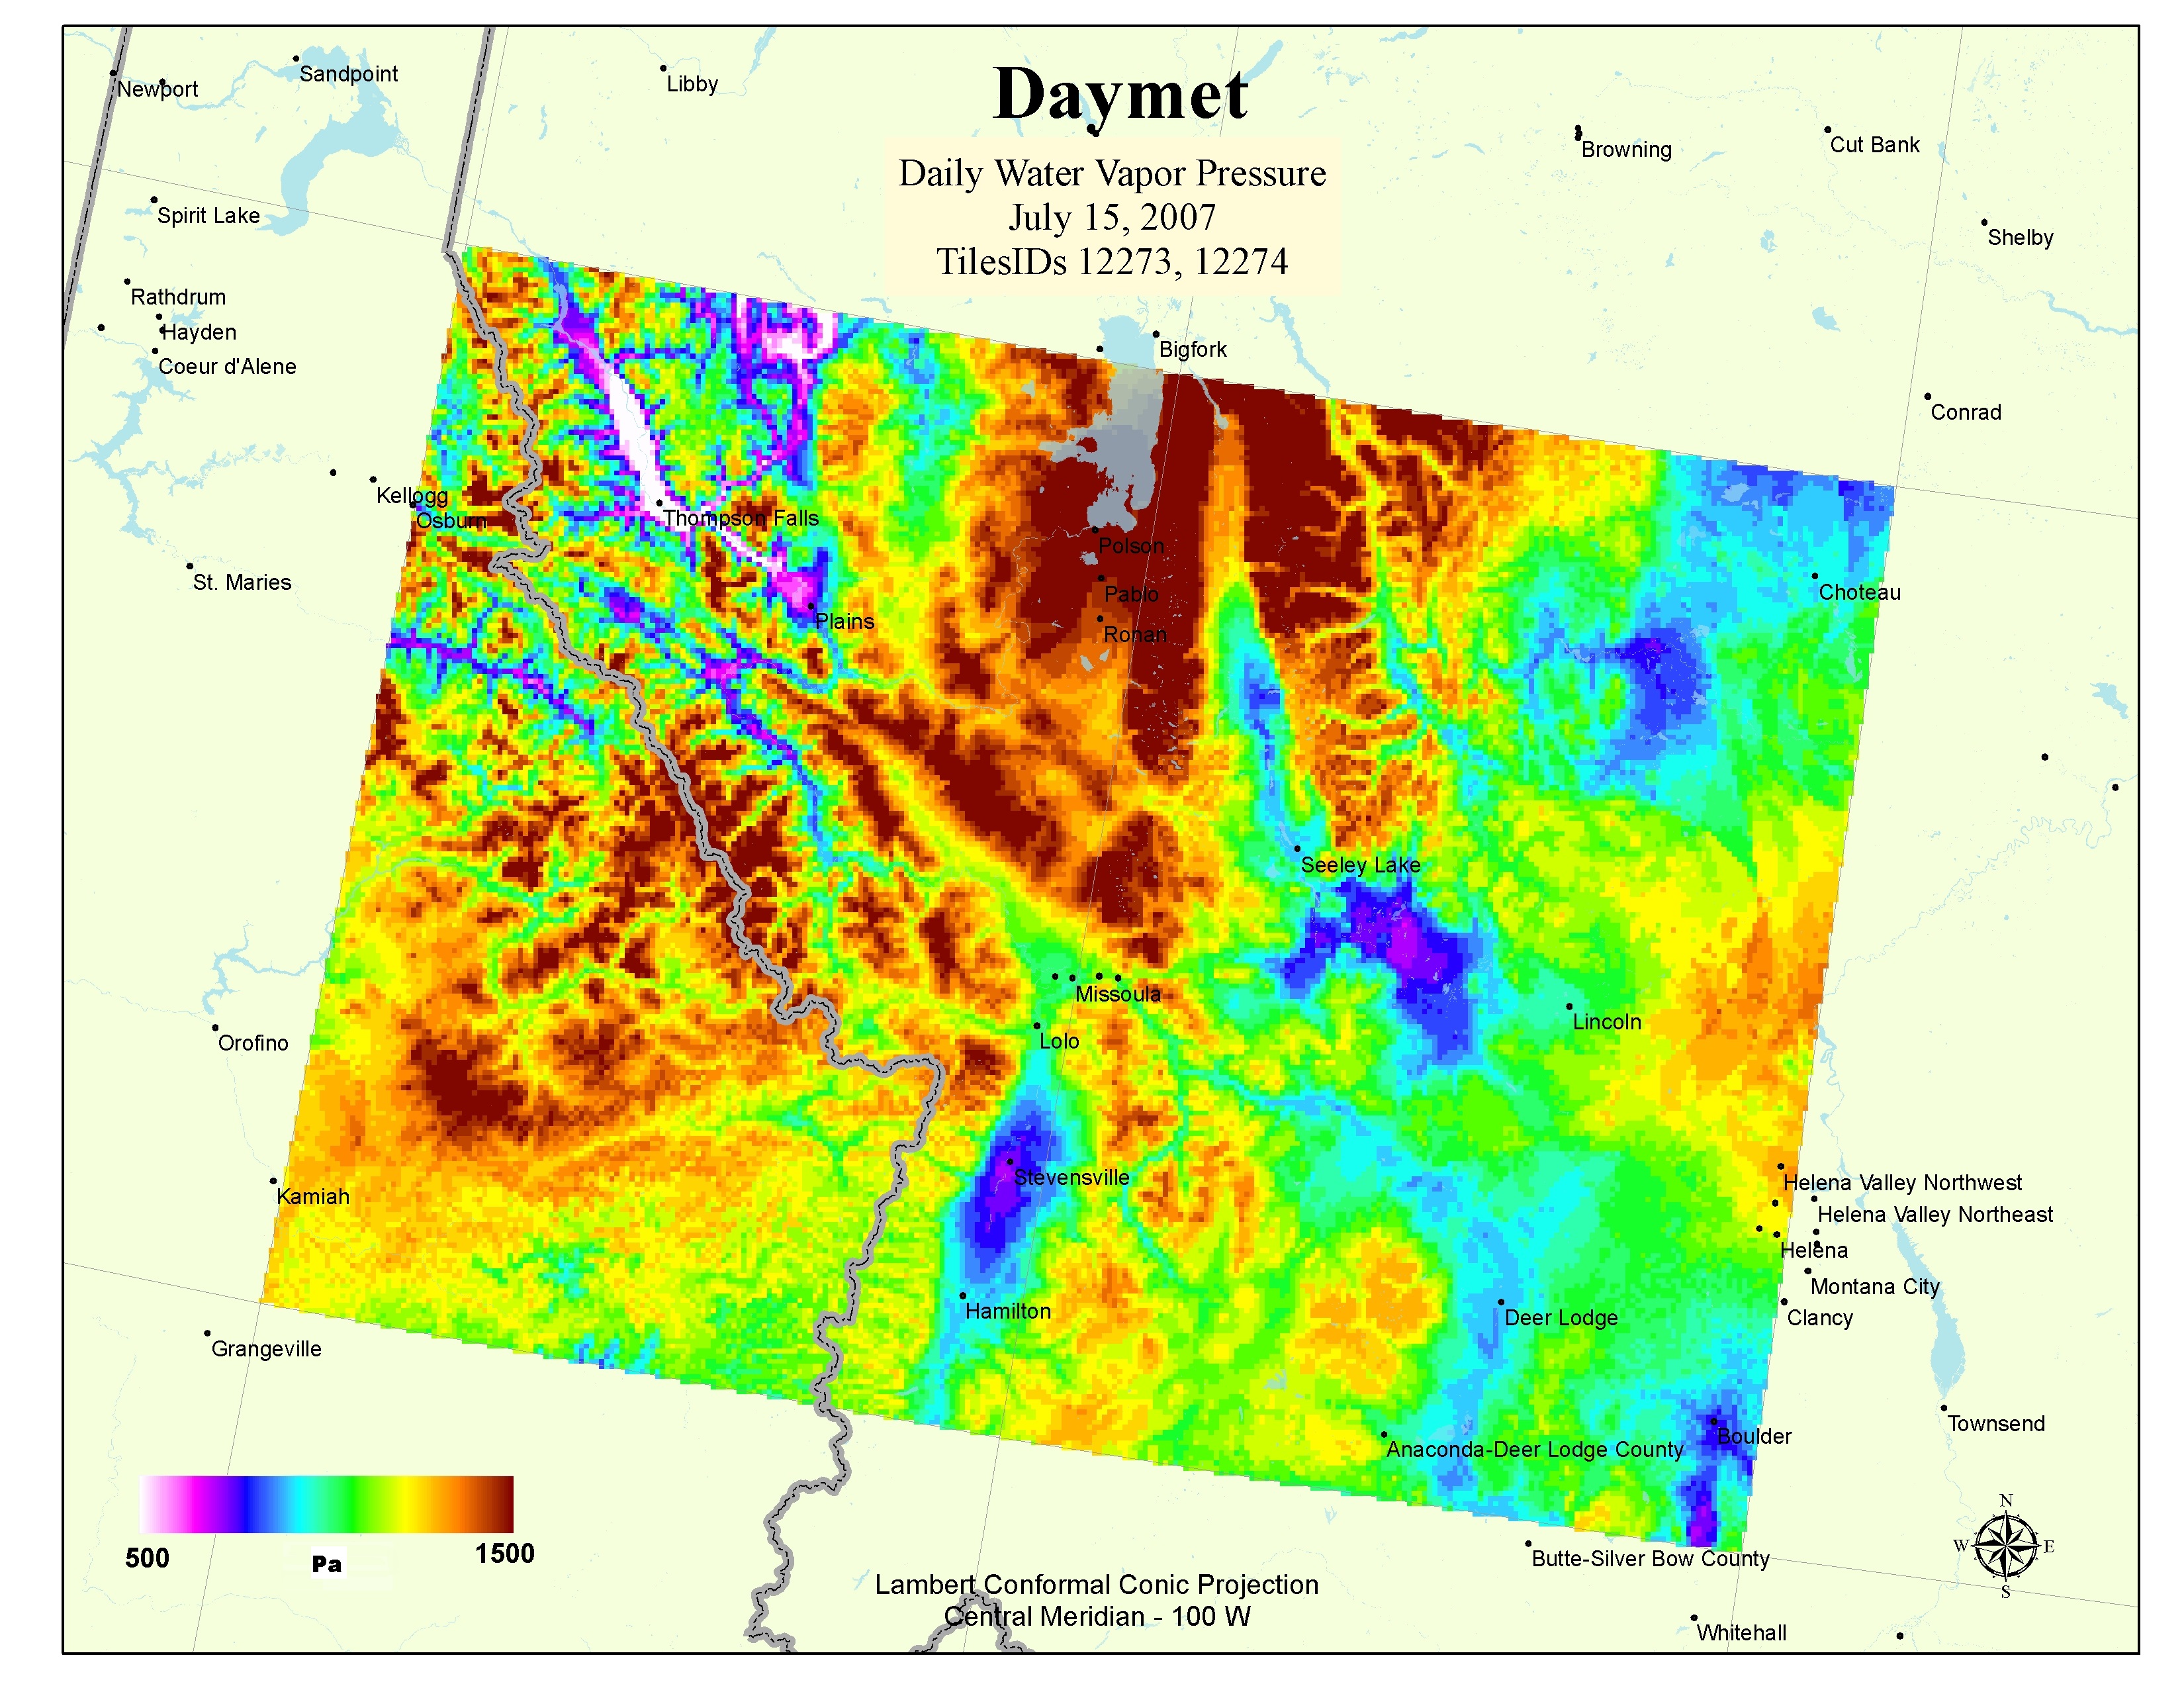 Daymet
Daily Water Vapor Pressure
July 15, 2007
TilesIDs 12273, 12274
Newport
Sandpoint
Libby
Browning
Cut Bank
Spirit Lake
Shelby
Rathdrum
Hayden
Coeur d'Alene
Bigfork
Conrad
Kellogg
Osburn
Thompson Falls
Polson
St. Maries
Pablo
Choteau
Plains
Ronan
Seeley Lake
Missoula
Lincoln
Orofino
Lolo
Stevensville
Helena Valley Northwest
Kamiah
Helena Valley Northeast
Helena
Montana City
Hamilton
Deer Lodge
Clancy
Grangeville
Townsend
Boulder
Anaconda-Deer Lodge County
500
Pa
1500
Butte-Silver Bow County
N
W
E
S
Lambert Conformal Conic Projection
Central Meridian - 100 W
Whitehall